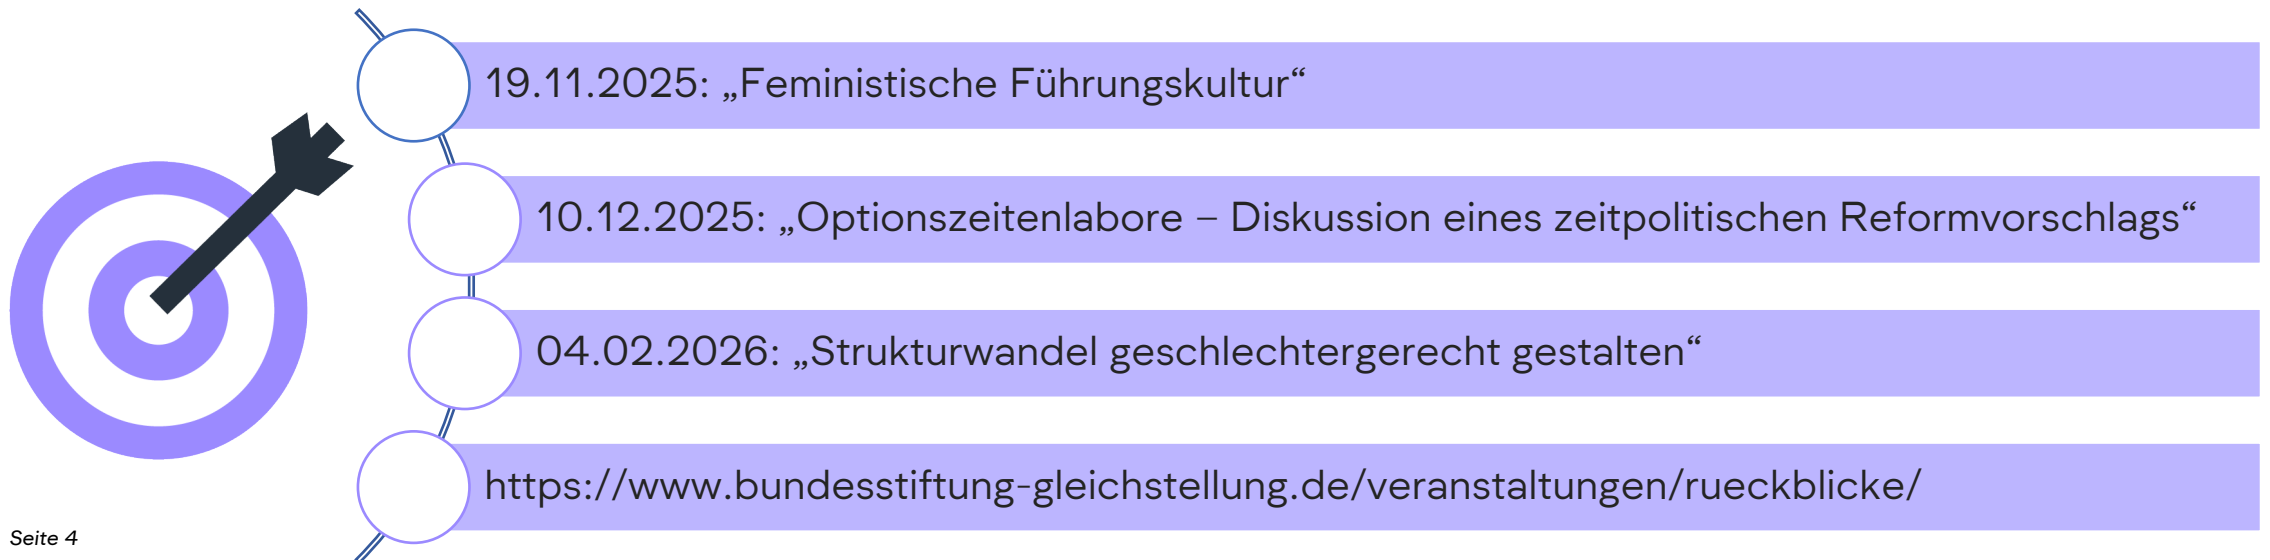 19.11.2025: „Feministische Führungskultur“
10.12.2025: „Optionszeitenlabore – Diskussion eines zeitpolitischen Reformvorschlags“
04.02.2026: „Strukturwandel geschlechtergerecht gestalten“
https://www.bundesstiftung-gleichstellung.de/veranstaltungen/rueckblicke/
Seite 4